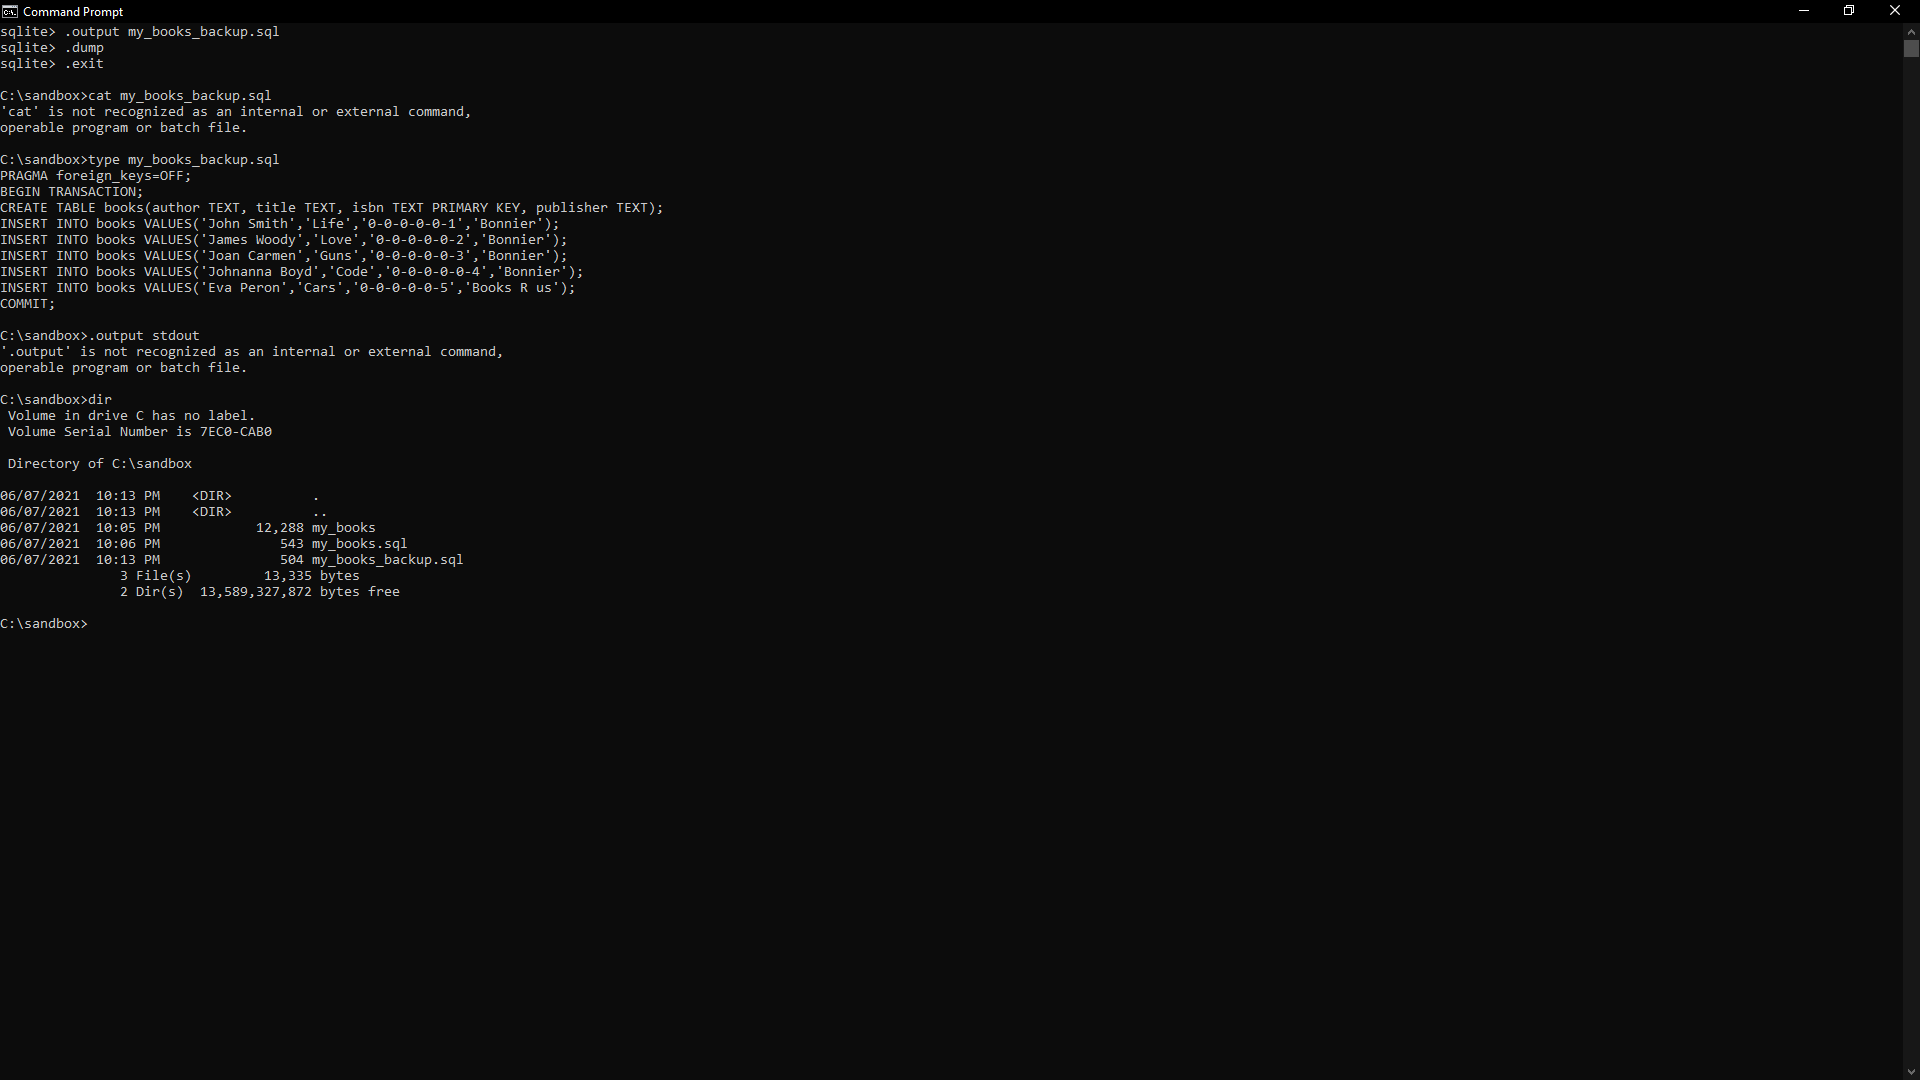 Command Prompt
sqlite> .output my_books_backup.sql
sqlite> .dump
sqlite> .exit
C:\sandbox>cat my_books_backup.sql
'cat' is not recognized as an internal or external command,
operable program or batch file.
C:\sandbox>type my_books_backup.sql
PRAGMA foreign_keys=OFF;
BEGIN TRANSACTION;
CREATE TABLE books(author TEXT, title TEXT, isbn TEXT PRIMARY KEY, publisher TEXT);
INSERT INTO books VALUES('John Smith','Life','0-0-0-0-0-1','Bonnier');
INSERT INTO books VALUES('James Woody','Love','0-0-0-0-0-2','Bonnier');
INSERT INTO books VALUES('Joan Carmen','Guns','0-0-0-0-0-3','Bonnier');
INSERT INTO books VALUES('Johnanna Boyd','Code','0-0-0-0-0-4','Bonnier');
INSERT INTO books VALUES('Eva Peron','Cars','0-0-0-0-0-5','Books R us');
COMMIT;
C:\sandbox>.output stdout
'.output' is not recognized as an internal or external command,
operable program or batch file.
C:\sandbox>dir
 Volume in drive C has no label.
 Volume Serial Number is 7EC0-CAB0
 Directory of C:\sandbox
06/07/2021  10:13 PM    <DIR>          .
06/07/2021  10:13 PM    <DIR>          ..
06/07/2021  10:05 PM            12,288 my_books
06/07/2021  10:06 PM               543 my_books.sql
06/07/2021  10:13 PM               504 my_books_backup.sql
               3 File(s)         13,335 bytes
               2 Dir(s)  13,589,327,872 bytes free
C:\sandbox>